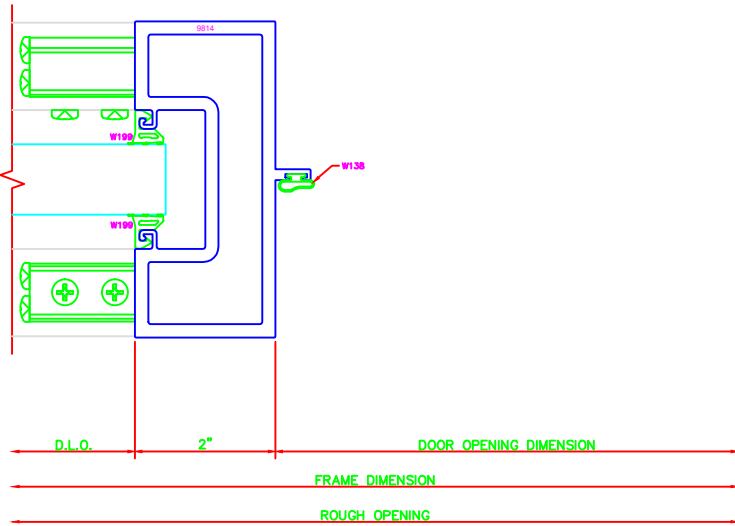 9814
W199
W138
W199
D.L.O. 2" DOOR OPENING DIMENSION
FRAME DIMENSION
ROUGH OPENING